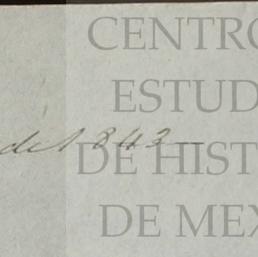 CENTRO
ESTUD
de 1843
DE HIST
DE MEX